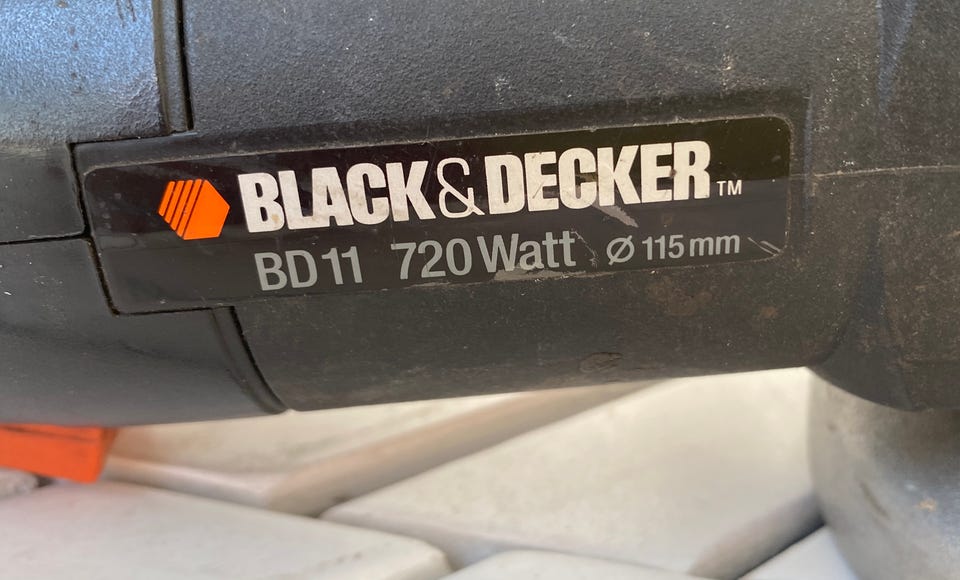 BLACK&DECKER™
BD11 720 Watt Ø 115 mm